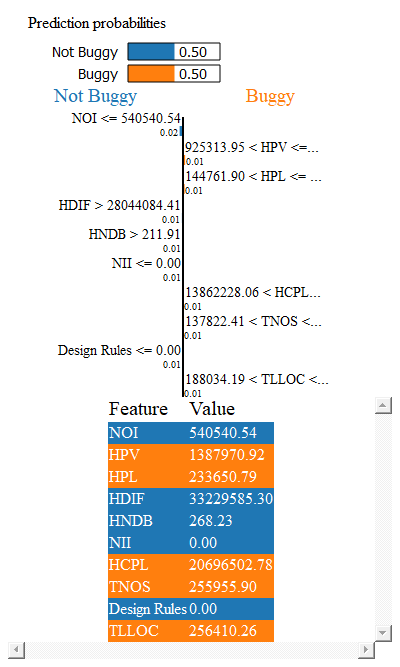 Prediction probabilities
Not Buggy 0.50
Buggy 0.50
Not Buggy Buggy
NOI <= 540540.54
0.02
925313.95 < HPV <=...
0.01
144761.90 < HPL <= ...
0.01
HDIF > 28044084.41
0.01
HNDB > 211.91
0.01
NII <= 0.00
0.01
13862228.06 < HCPL...
0.01
137822.41 < TNOS <...
0.01
Design Rules <= 0.00
0.01
188034.19 < TLLOC <...
0.01
Feature Value
NOI 540540.54
HPV 1387970.92
HPL 233650.79
HDIF 33229585.30
HNDB 268.23
NII 0.00
HCPL 20696502.78
TNOS 255955.90
Design Rules 0.00
TLLOC 256410.26